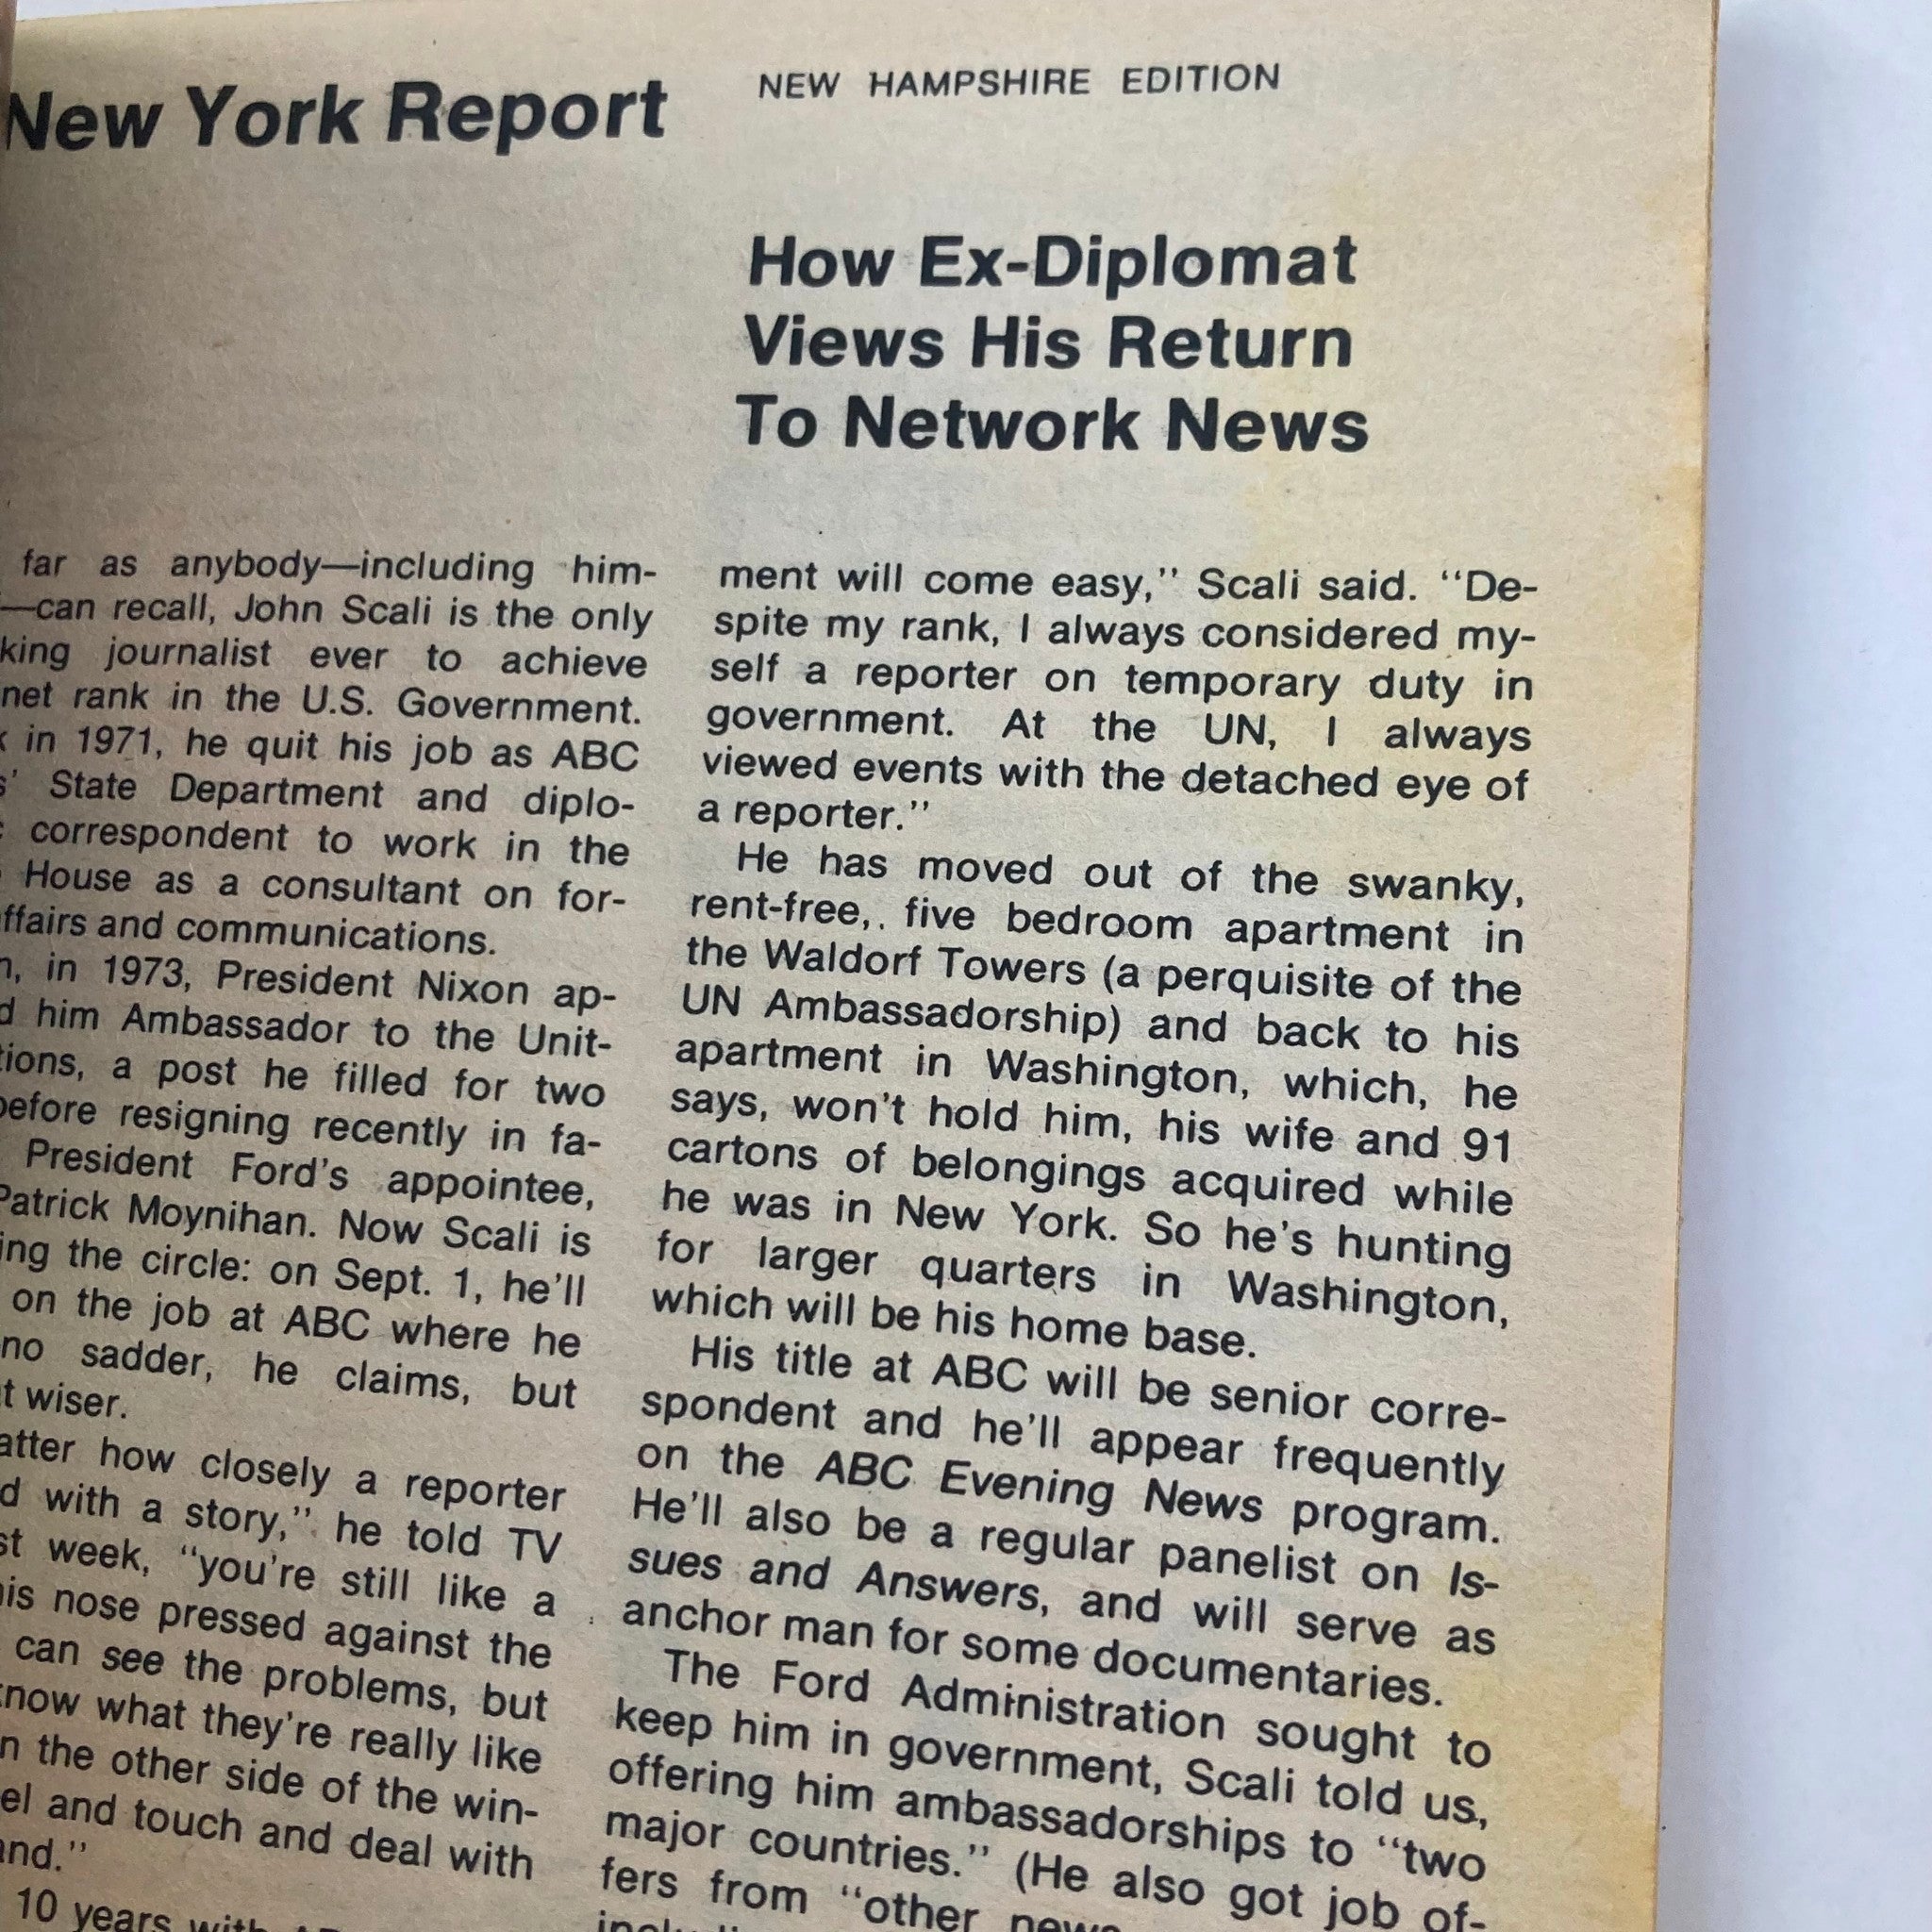 New York Report
NEW HAMPSHIRE EDITION
How Ex-Diplomat
Views His Return
To Network News
far as anybody—including him-
—can recall, John Scali is the only
king journalist ever to achieve
net rank in the U.S. Government.
in 1971, he quit his job as ABC
s' State Department and diplo-
correspondent to work in the
House as a consultant on for-
ffairs and communications.
n, in 1973, President Nixon ap-
d him Ambassador to the Unit-
tions, a post he filled for two
before resigning recently in fa-
President Ford's appointee,
Patrick Moynihan. Now Scali is
ing the circle: on Sept. 1, he'll
on the job at ABC where he
no sadder, he claims, but
t wiser.
atter how closely a reporter
d with a story," he told TV
st week, "you're still like a
his nose pressed against the
can see the problems, but
know what they're really like
n the other side of the win-
el and touch and deal with
and."
10 years with
ment will come easy," Scali said. "De-
spite my rank, I always considered my-
self a reporter on temporary duty in
government. At the UN, I always
viewed events with the detached eye of
a reporter."
He has moved out of the swanky,
rent-free,. five bedroom apartment in
the Waldorf Towers (a perquisite of the
UN Ambassadorship) and back to his
apartment in Washington, which, he
says, won't hold him, his wife and 91
cartons of belongings acquired while
he was in New York. So he's hunting
for larger quarters in Washington,
which will be his home base.
His title at ABC will be senior corre-
spondent and he'll appear frequently
on the ABC Evening News program.
He'll also be a regular panelist on Is-
sues and Answers, and will serve as
anchor man for some documentaries.
The Ford Administration sought to
keep him in government, Scali told us,
offering him ambassadorships to "two
major countries." (He also got job of-
fers from "other news